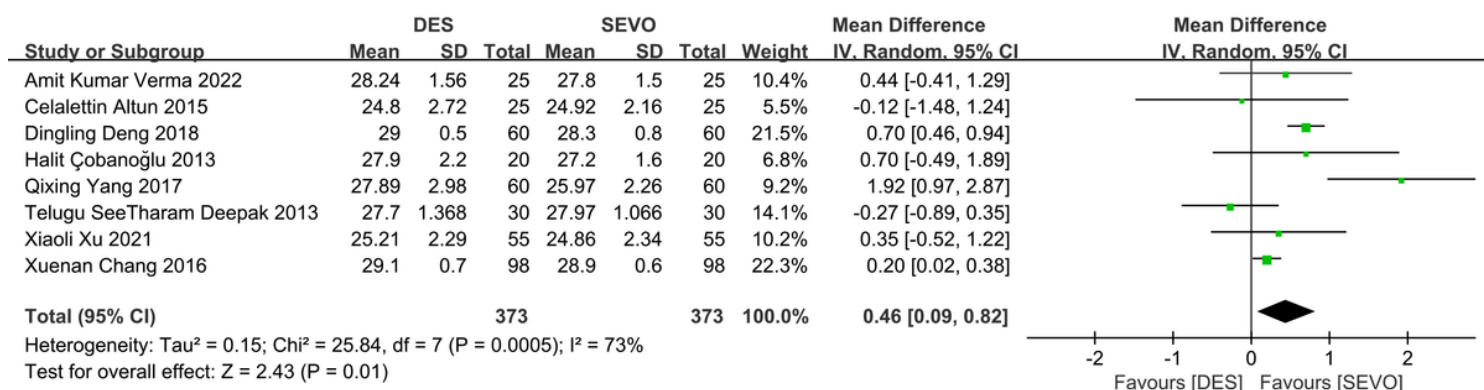 DES SEVO Mean Difference Mean Difference
Study or Subgroup Mean SD Total Mean SD Total Weight IV, Random, 95% CI IV, Random, 95% CI
Amit Kumar Verma 2022 28.24 1.56 25 27.8 1.5 25 10.4% 0.44 [-0.41, 1.29]
Celalettin Altun 2015 24.8 2.72 25 24.92 2.16 25 5.5% -0.12 [-1.48, 1.24]
Dingling Deng 2018 29 0.5 60 28.3 0.8 60 21.5% 0.70 [0.46, 0.94]
Halit Çobanoğlu 2013 27.9 2.2 20 27.2 1.6 20 6.8% 0.70 [-0.49, 1.89]
Qixing Yang 2017 27.89 2.98 60 25.97 2.26 60 9.2% 1.92 [0.97, 2.87]
Telugu SeeTharam Deepak 2013 27.7 1.368 30 27.97 1.066 30 14.1% -0.27 [-0.89, 0.35]
Xiaoli Xu 2021 25.21 2.29 55 24.86 2.34 55 10.2% 0.35 [-0.52, 1.22]
Xuenan Chang 2016 29.1 0.7 98 28.9 0.6 98 22.3% 0.20 [0.02, 0.38]
Total (95% CI) 373 373 100.0% 0.46 [0.09, 0.82]
Heterogeneity: Tau² = 0.15; Chi² = 25.84, df = 7 (P = 0.0005); I² = 73%
Test for overall effect: Z = 2.43 (P = 0.01)
-2 -1 0 1 2
Favours [DES] Favours [SEVO]